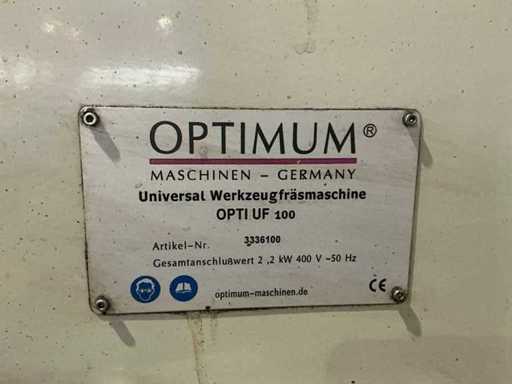 OPTIMUM®
MASCHINEN – GERMANY
Universal Werkzeugfräsmaschine
OPTI UF 100
Artikel-Nr. 3336100
Gesamtanschlußwert 2 ,2 kW 400 V ~50 Hz
optimum-maschinen.de CE